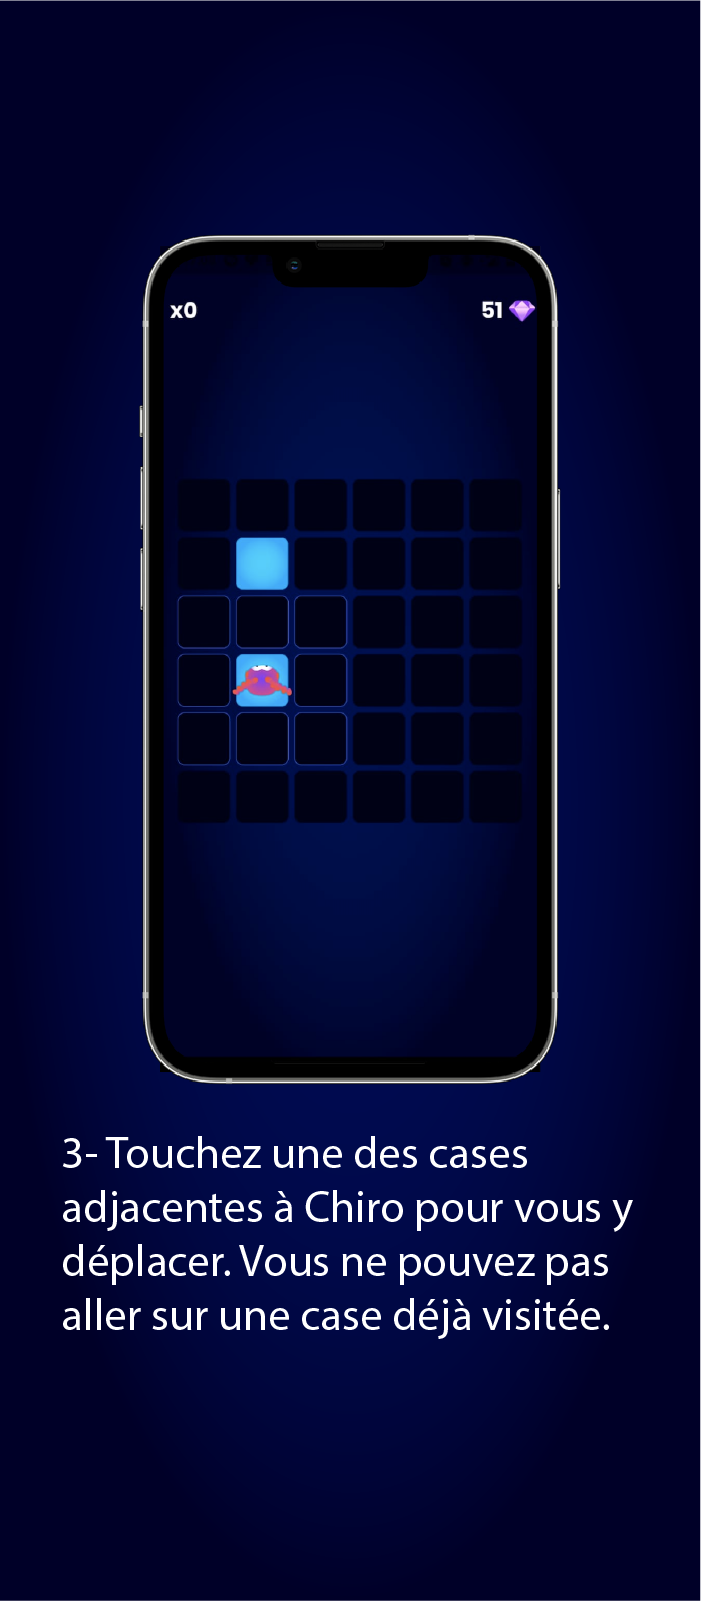 x0
51
3- Touchez une des cases
adjacentes à Chiro pour vous y
déplacer. Vous ne pouvez pas
aller sur une case déjà visitée.